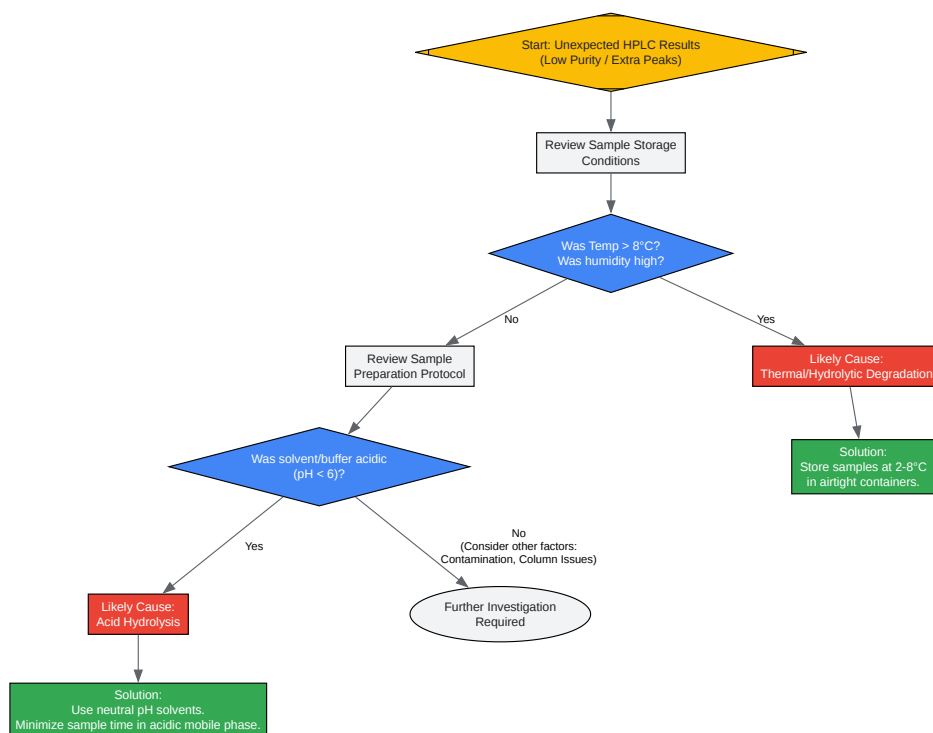 Start: Unexpected HPLC Results
(Low Purity / Extra Peaks)
Review Sample Storage
Conditions
Was Temp > 8°C?
Was humidity high?
No
Yes
Review Sample
Preparation Protocol
Likely Cause:
Thermal/Hydrolytic Degradation
Was solvent/buffer acidic
(pH < 6)?
Solution:
Store samples at 2-8°C
in airtight containers.
Yes
No
(Consider other factors:
Contamination, Column Issues)
Likely Cause:
Acid Hydrolysis
Further Investigation
Required
Solution:
Use neutral pH solvents.
Minimize sample time in acidic mobile phase.